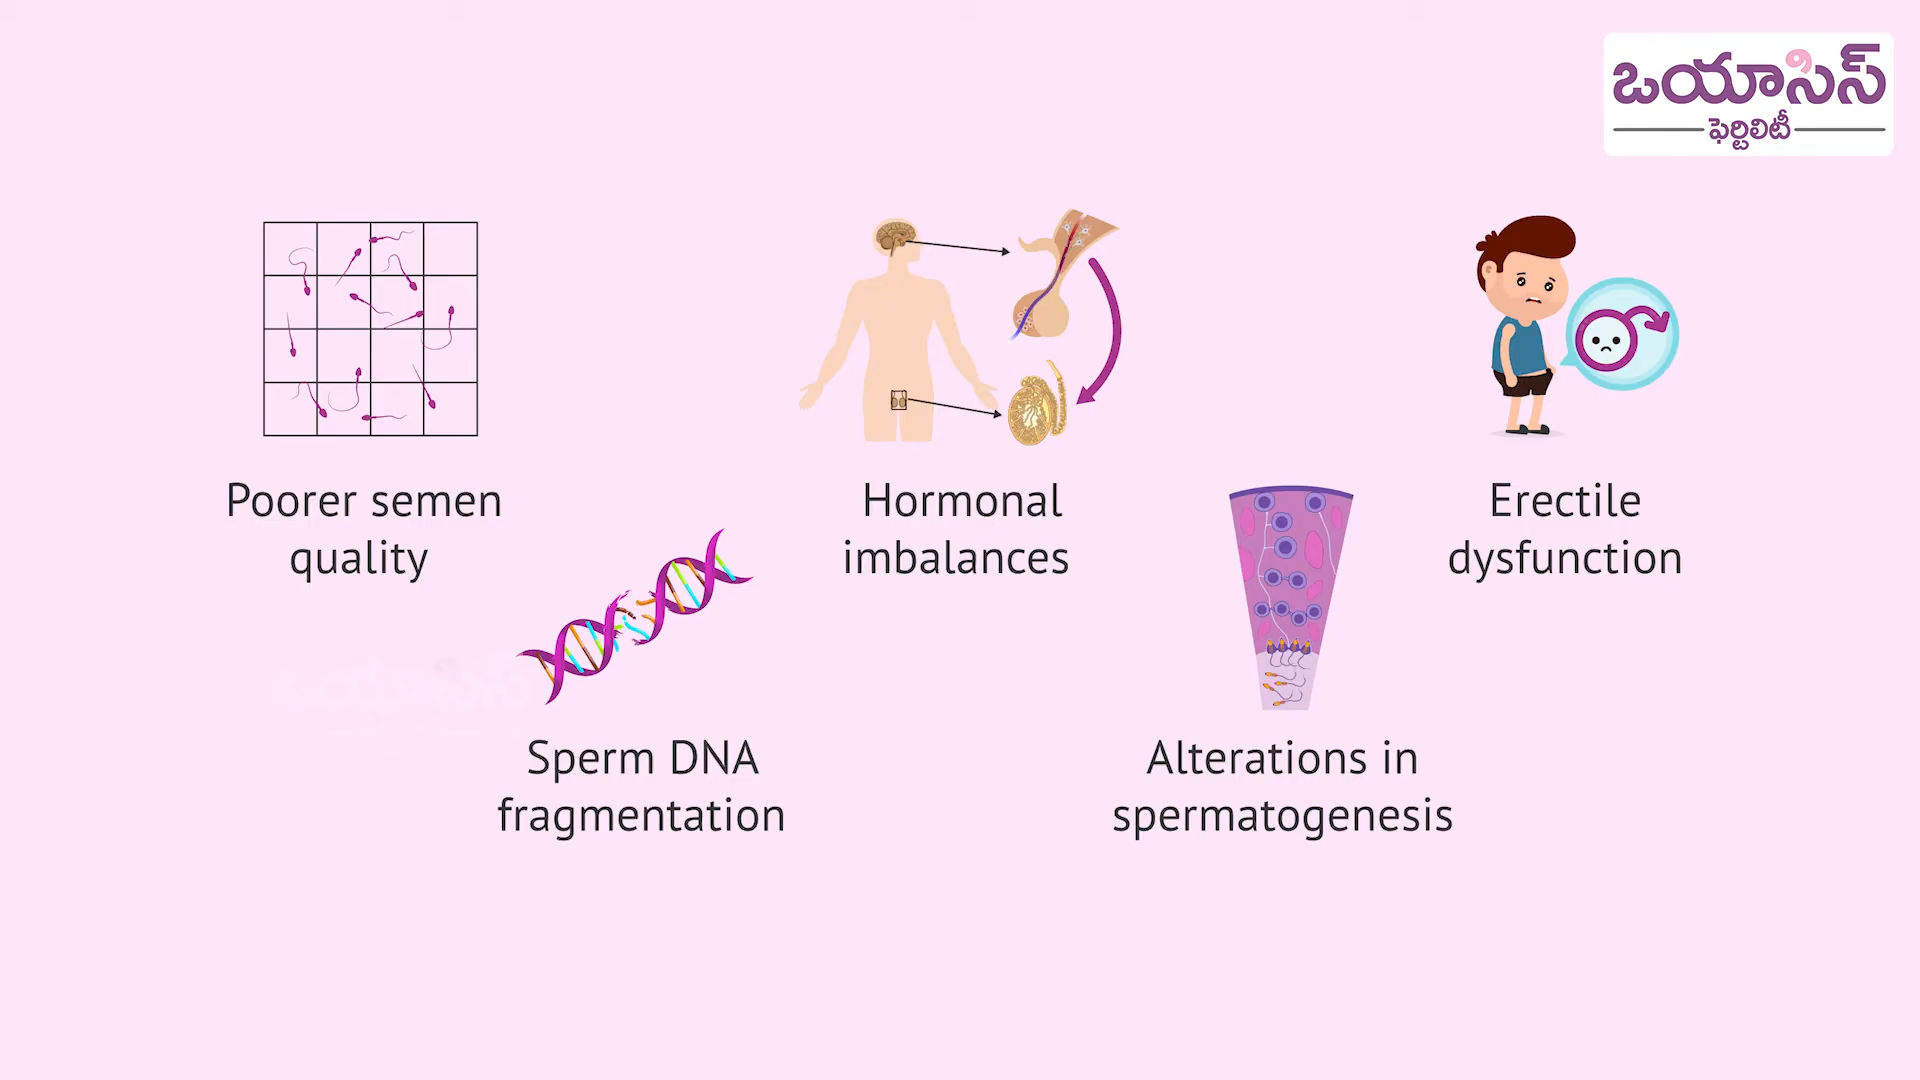 ఒయాసిస్
ఫెర్టిలిటీ
Poorer semen
quality
Hormonal
imbalances
Erectile
dysfunction
Sperm DNA
fragmentation
Alterations in
spermatogenesis